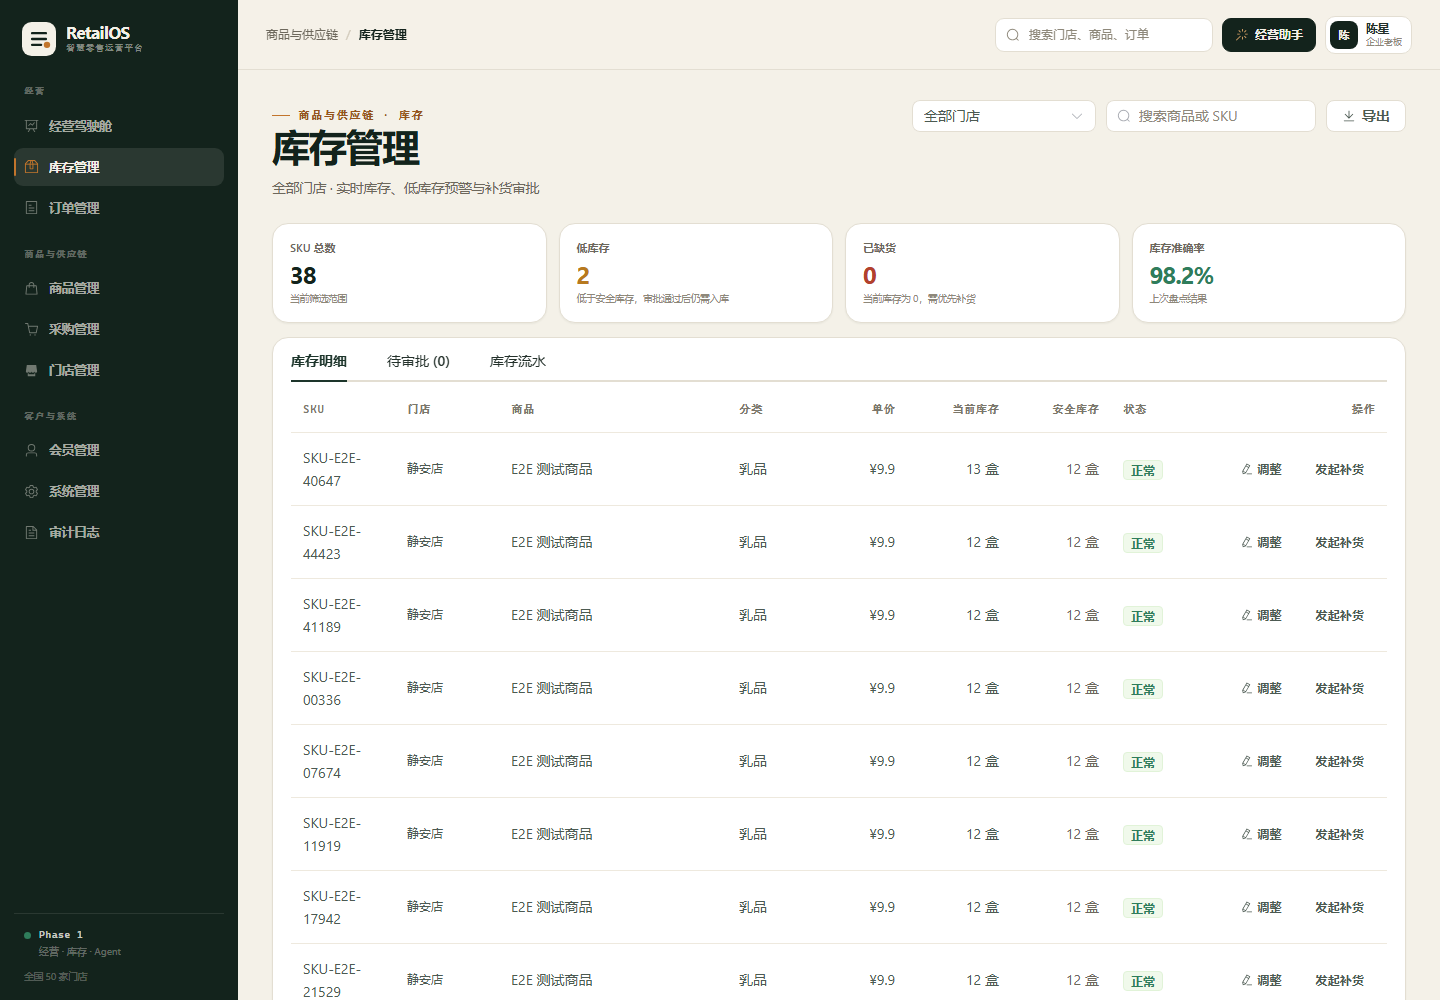 RetailOS
智慧零售运营平台
经营
经营驾驶舱
库存管理
订单管理
商品与供应链
商品管理
采购管理
门店管理
客户与系统
会员管理
系统管理
审计日志
Phase 1
经营 · 库存 · Agent
全国 50 家门店
商品与供应链 / 库存管理
搜索门店、商品、订单
经营助手
陈
陈星
企业老板
商品与供应链 · 库存
库存管理
全部门店 · 实时库存、低库存预警与补货审批
全部门店
搜索商品或 SKU
导出
SKU 总数
38
当前筛选范围
低库存
2
低于安全库存，审批通过后仍需入库
已缺货
0
当前库存为 0，需优先补货
库存准确率
98.2%
上次盘点结果
库存明细 待审批 (0) 库存流水
SKU 门店 商品 分类 单价 当前库存 安全库存 状态 操作
SKU-E2E-40647 静安店 E2E 测试商品 乳品 ¥9.9 13 盒 12 盒 正常 调整 发起补货
SKU-E2E-44423 静安店 E2E 测试商品 乳品 ¥9.9 12 盒 12 盒 正常 调整 发起补货
SKU-E2E-41189 静安店 E2E 测试商品 乳品 ¥9.9 12 盒 12 盒 正常 调整 发起补货
SKU-E2E-00336 静安店 E2E 测试商品 乳品 ¥9.9 12 盒 12 盒 正常 调整 发起补货
SKU-E2E-07674 静安店 E2E 测试商品 乳品 ¥9.9 12 盒 12 盒 正常 调整 发起补货
SKU-E2E-11919 静安店 E2E 测试商品 乳品 ¥9.9 12 盒 12 盒 正常 调整 发起补货
SKU-E2E-17942 静安店 E2E 测试商品 乳品 ¥9.9 12 盒 12 盒 正常 调整 发起补货
SKU-E2E-21529 静安店 E2E 测试商品 乳品 ¥9.9 12 盒 12 盒 正常 调整 发起补货